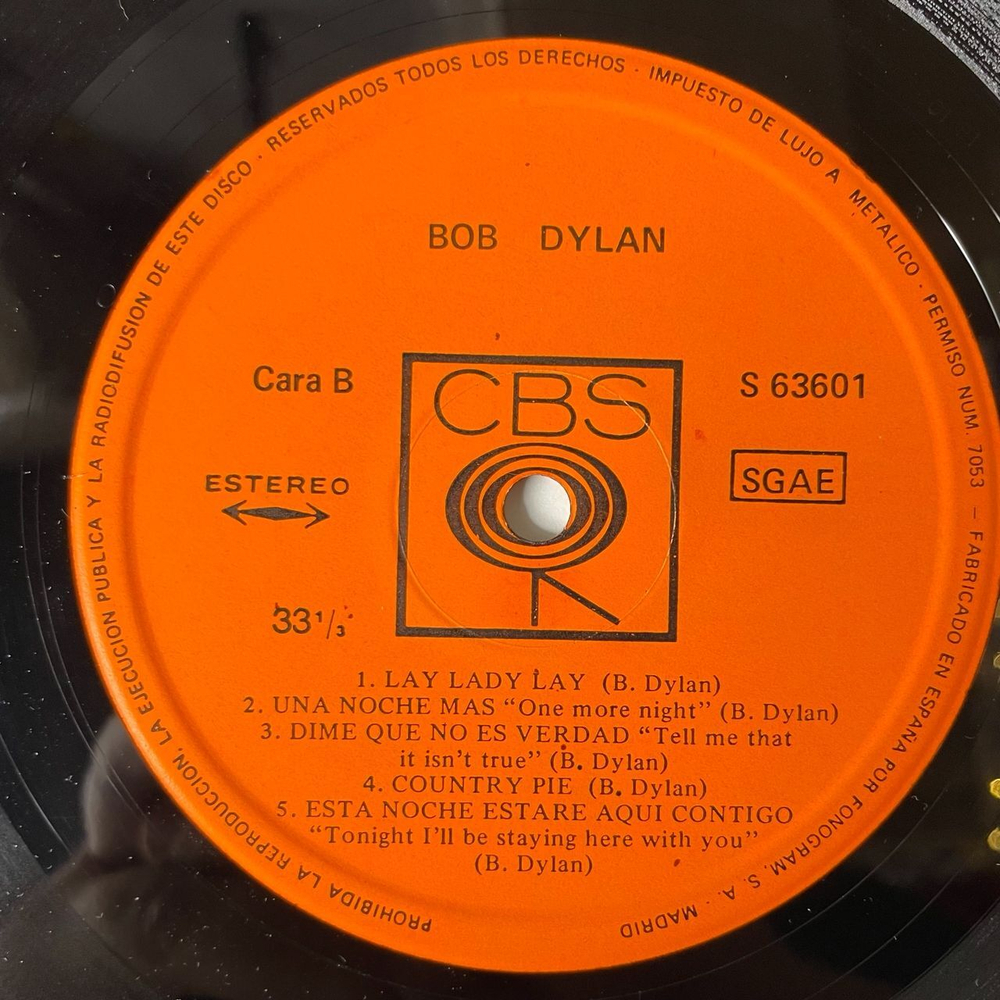 PROHIBIDA LA REPRODUCCION, LA EJECUCION PUBLICA Y LA RADIODIFUSION DE ESTE DISCO · RESERVADOS TODOS LOS DERECHOS · IMPUESTO DE LUJO A METALICO · PERMISO NUM. 7053 – FABRICADO EN ESPAÑA POR FONOGRAM, S. A. · MADRID
BOB DYLAN
Cara B
CBS
S 63601
ESTEREO
SGAE
33 1/3
1. LAY LADY LAY (B. Dylan)
2. UNA NOCHE MAS “One more night” (B. Dylan)
3. DIME QUE NO ES VERDAD “Tell me that
it isn't true” (B. Dylan)
4. COUNTRY PIE (B. Dylan)
5. ESTA NOCHE ESTARE AQUI CONTIGO
“Tonight I'll be staying here with you”
(B. Dylan)